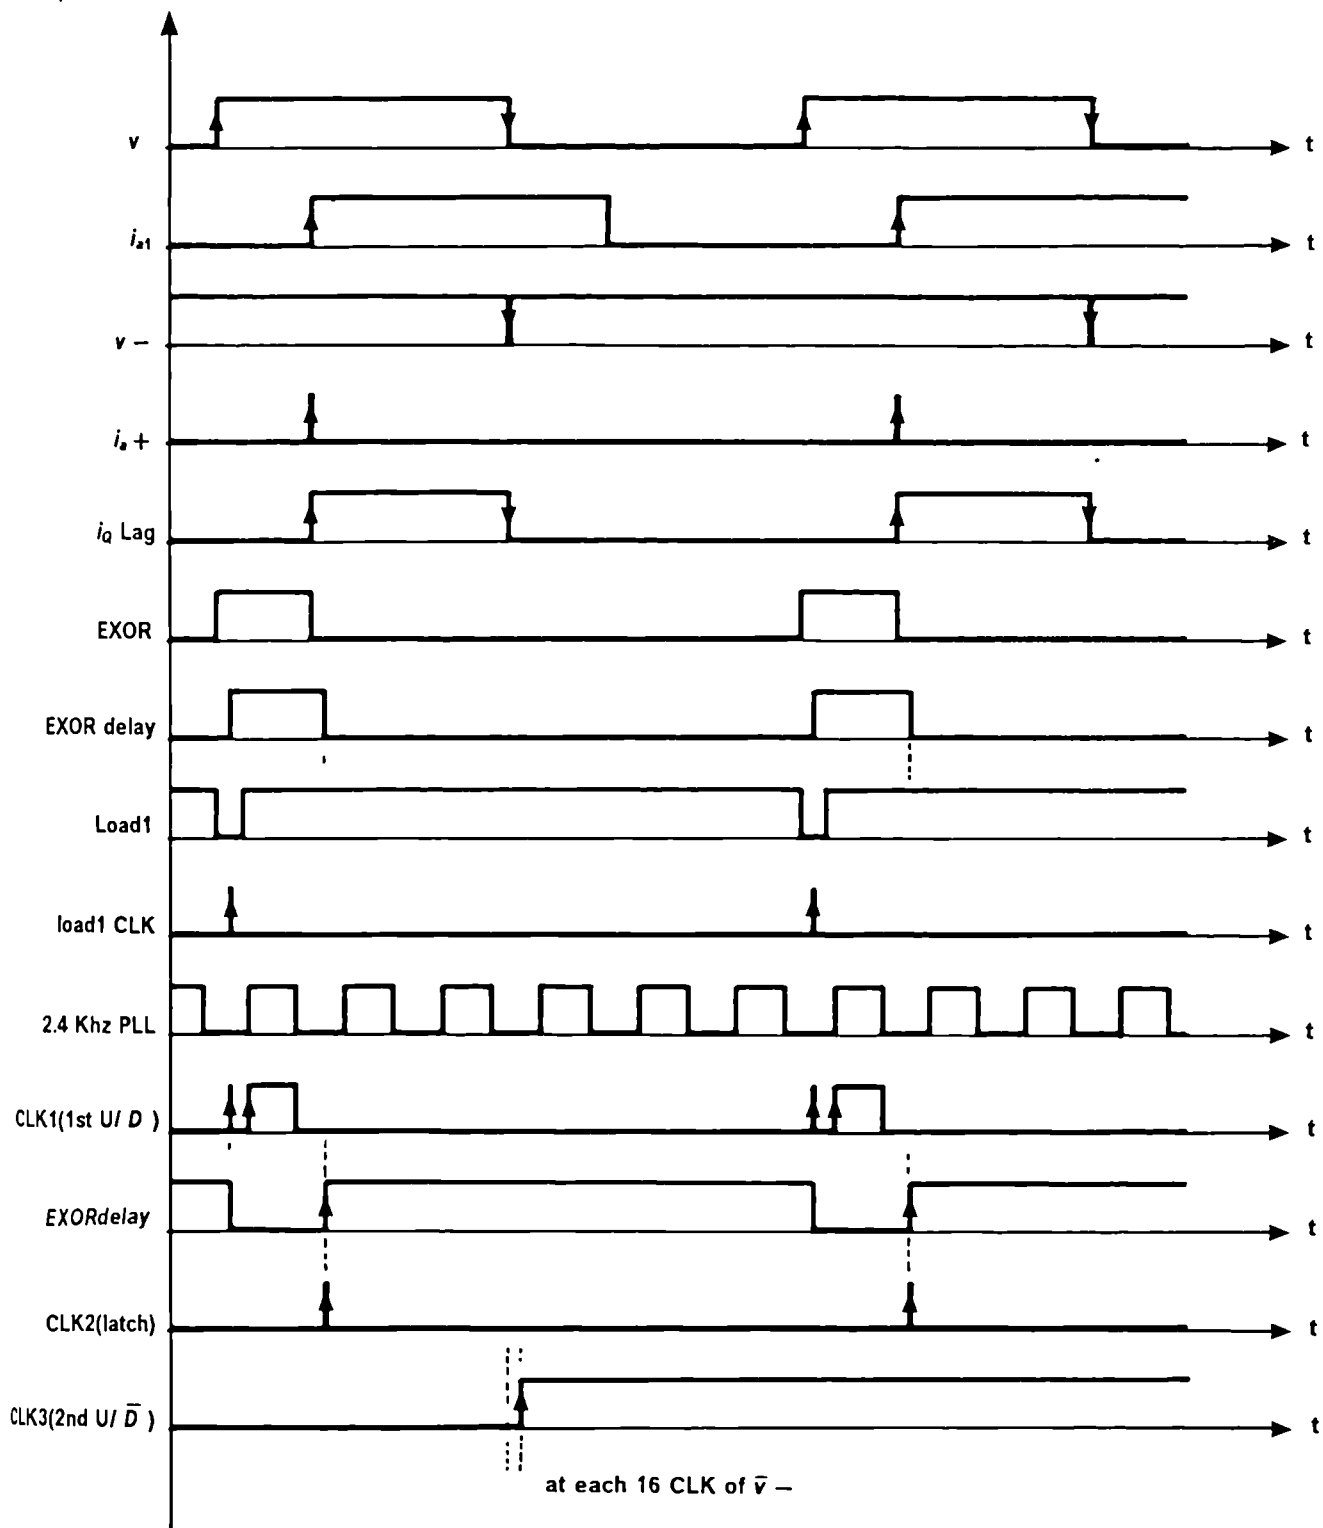 v t
i_a1 t
v − t
i_a + t
i_Q Lag t
EXOR t
EXOR delay t
Load1 t
load1 CLK t
2.4 Khz PLL t
CLK1(1st U/ D ) t
EXORdelay t
CLK2(latch) t
CLK3(2nd U/ D̅ ) t
at each 16 CLK of v̅ −